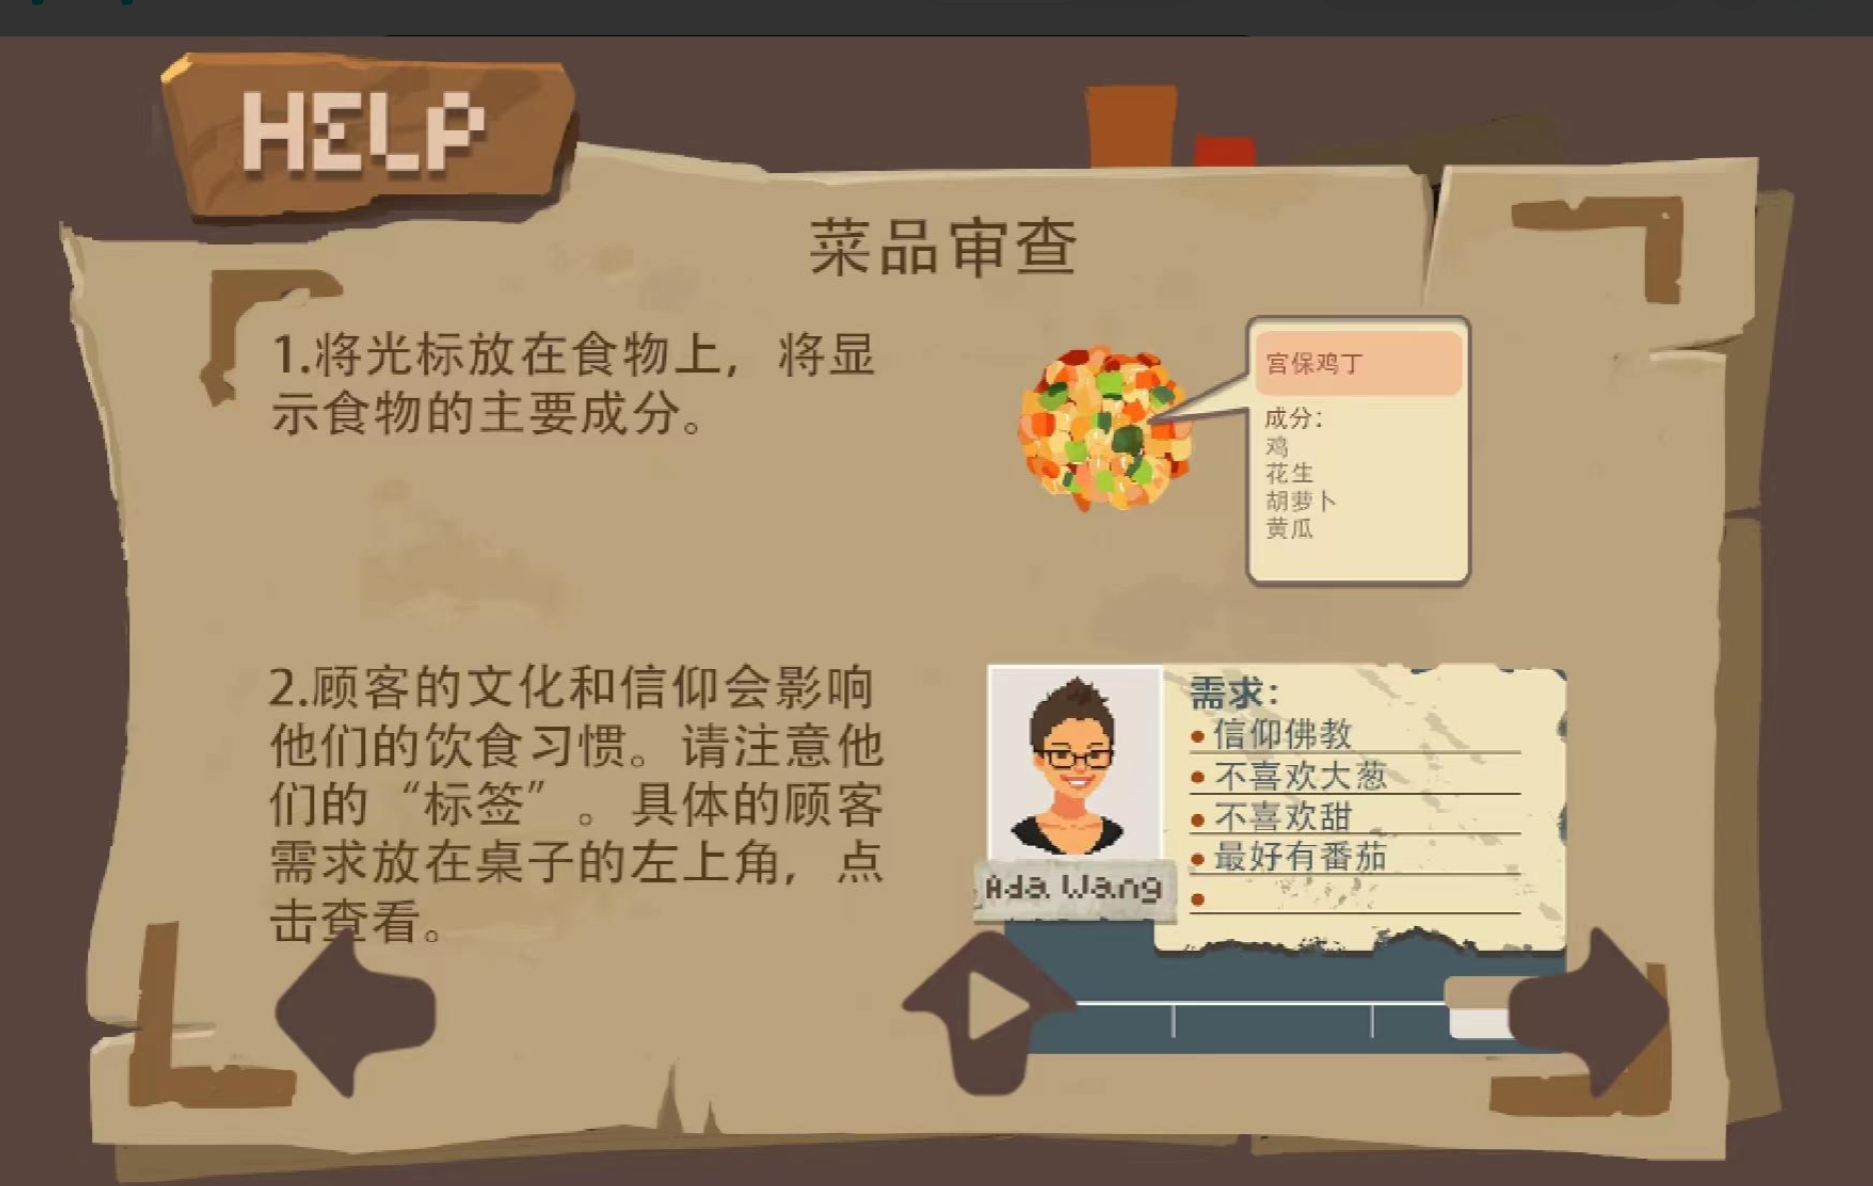 HELP
菜品审查
1.将光标放在食物上，将显
示食物的主要成分。
宫保鸡丁
成分：
鸡
花生
胡萝卜
黄瓜
2.顾客的文化和信仰会影响
他们的饮食习惯。请注意他
们的“标签”。具体的顾客
需求放在桌子的左上角，点
击查看。
需求：
信仰佛教
不喜欢大葱
不喜欢甜
最好有番茄
Ada Wang